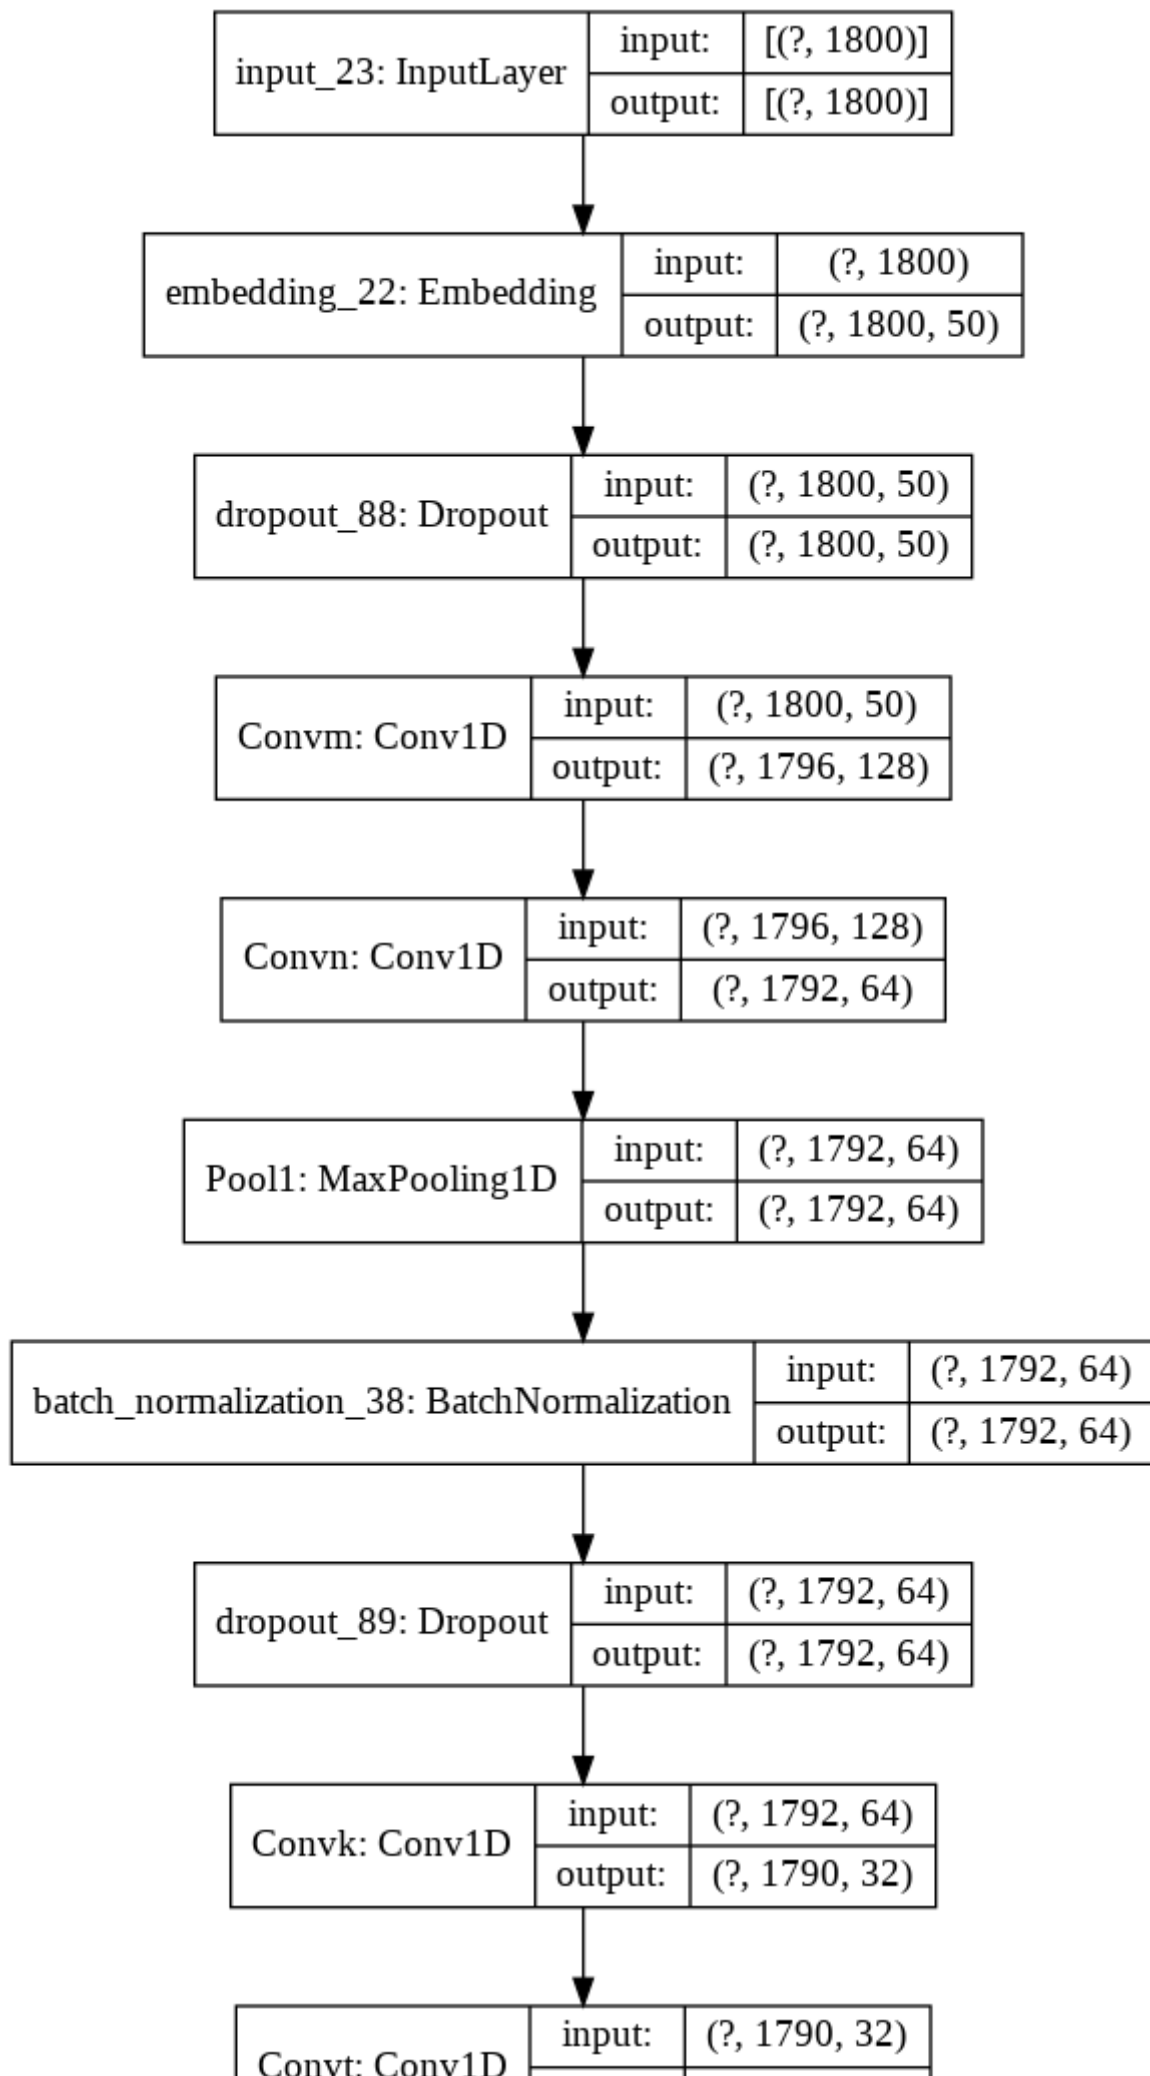 input_23: InputLayer
input: [(?, 1800)]
output: [(?, 1800)]
embedding_22: Embedding
input: (?, 1800)
output: (?, 1800, 50)
dropout_88: Dropout
input: (?, 1800, 50)
output: (?, 1800, 50)
Convm: Conv1D
input: (?, 1800, 50)
output: (?, 1796, 128)
Convn: Conv1D
input: (?, 1796, 128)
output: (?, 1792, 64)
Pool1: MaxPooling1D
input: (?, 1792, 64)
output: (?, 1792, 64)
batch_normalization_38: BatchNormalization
input: (?, 1792, 64)
output: (?, 1792, 64)
dropout_89: Dropout
input: (?, 1792, 64)
output: (?, 1792, 64)
Convk: Conv1D
input: (?, 1792, 64)
output: (?, 1790, 32)
Convt: Conv1D
input: (?, 1790, 32)